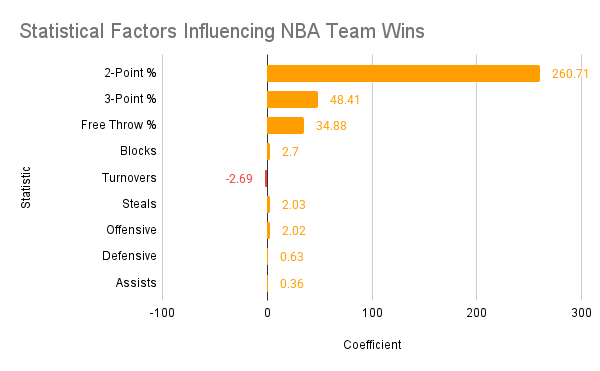 Statistical Factors Influencing NBA Team Wins
2-Point %
260.71
3-Point %
48.41
Free Throw %
34.88
Blocks
2.7
Turnovers
-2.69
Steals
2.03
Offensive
2.02
Defensive
0.63
Assists
0.36
Statistic
-100
0
100
200
300
Coefficient